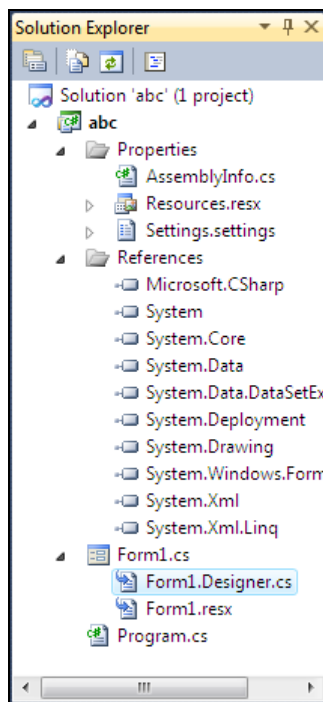 Solution Explorer
Solution 'abc' (1 project)
abc
Properties
AssemblyInfo.cs
Resources.resx
Settings.settings
References
Microsoft.CSharp
System
System.Core
System.Data
System.Data.DataSetEx
System.Deployment
System.Drawing
System.Windows.Form
System.Xml
System.Xml.Linq
Form1.cs
Form1.Designer.cs
Form1.resx
Program.cs